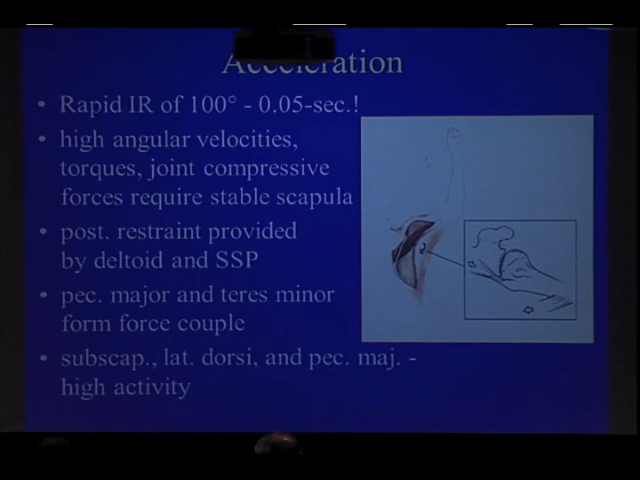 Acceleration
• Rapid IR of 100° - 0.05-sec.!
• high angular velocities,
torques, joint compressive
forces require stable scapula
• post. restraint provided
by deltoid and SSP
• pec. major and teres minor
form force couple
• subscap., lat. dorsi, and pec. maj. -
high activity